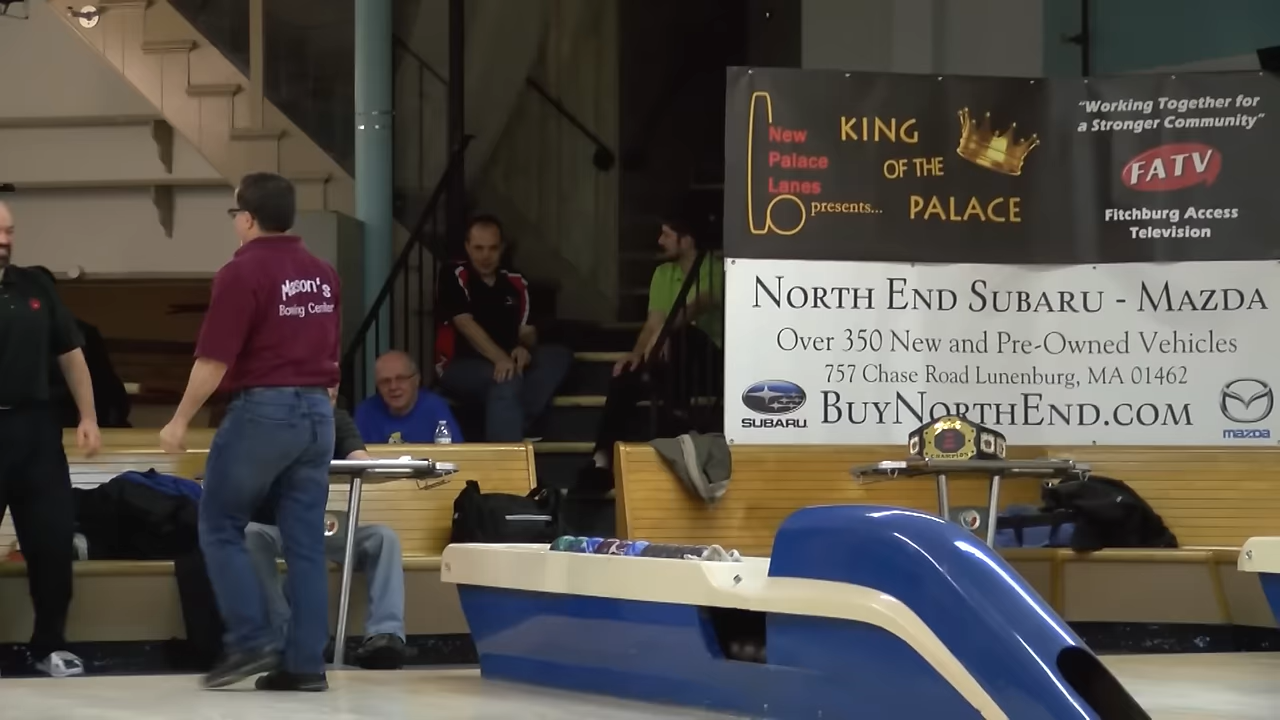 New
Palace
Lanes
presents...
KING
OF THE
PALACE
"Working Together for
a Stronger Community"
FATV
Fitchburg Access
Television
NORTH END SUBARU - MAZDA
Over 350 New and Pre-Owned Vehicles
757 Chase Road Lunenburg, MA 01462
BUYNORTHEND.COM
SUBARU
mazda
Mason's
Bowling Center
CHAMPION